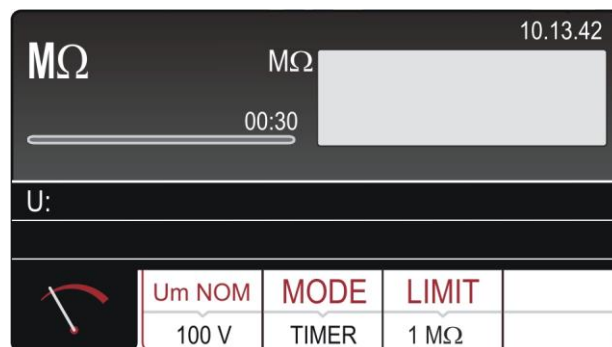 10.13.42
MΩ
MΩ
00:30
U:
Um NOM MODE LIMIT
100 V TIMER 1 MΩ